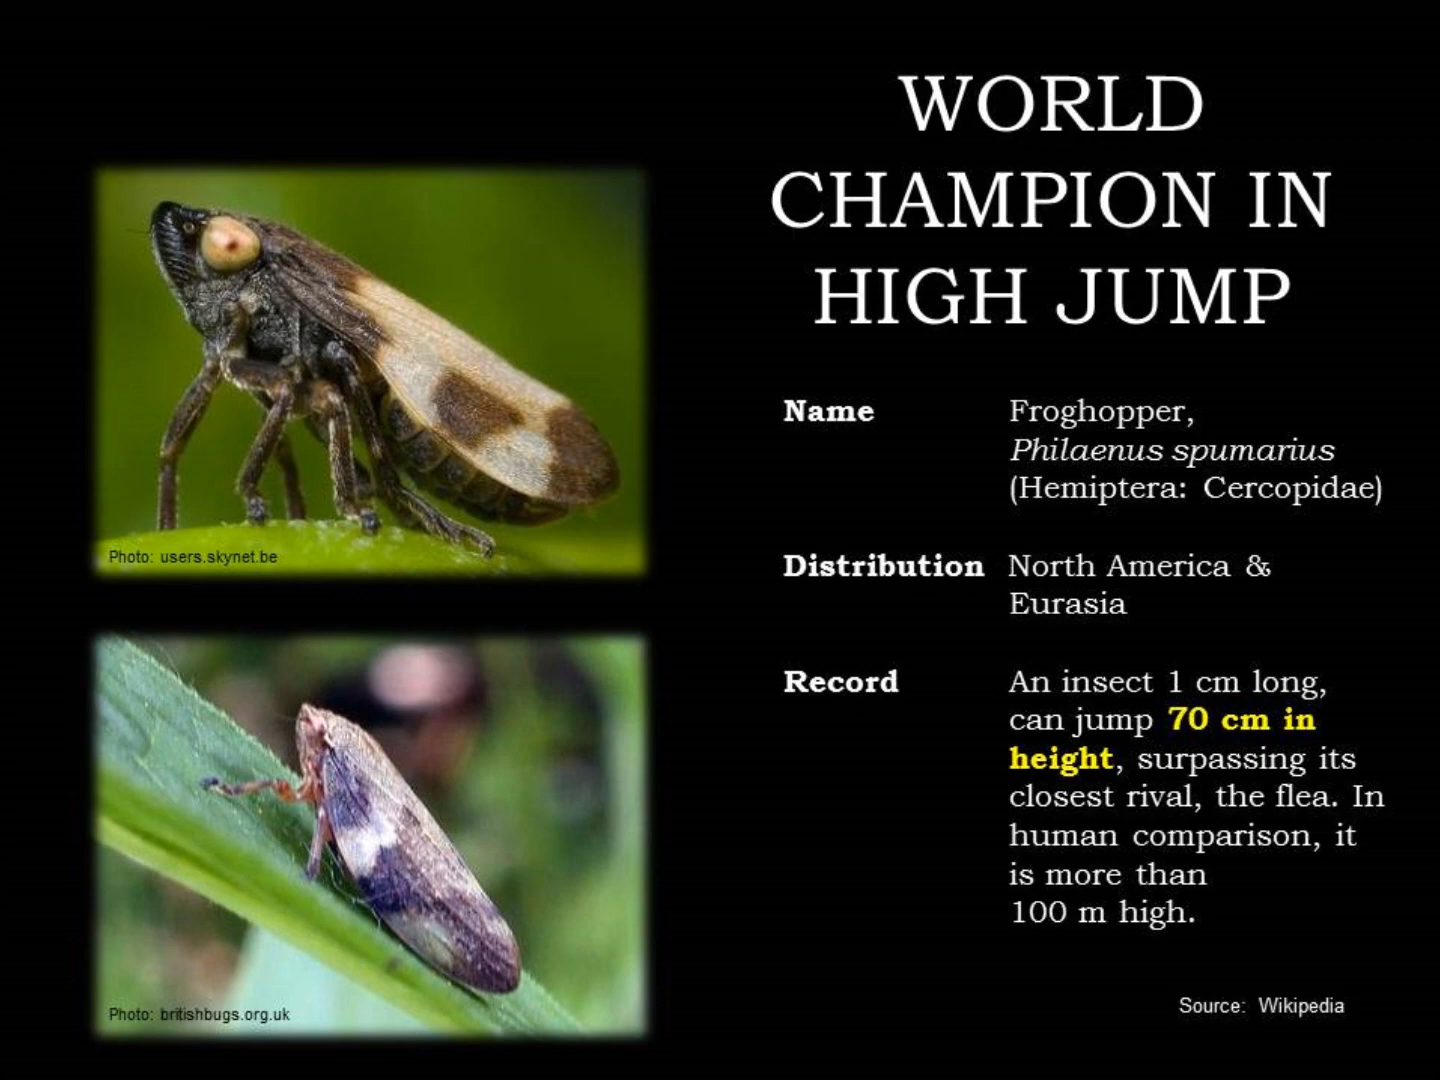 WORLD
CHAMPION IN
HIGH JUMP
Name Froghopper,
Philaenus spumarius
(Hemiptera: Cercopidae)
Distribution North America &
Eurasia
Record An insect 1 cm long,
can jump 70 cm in
height, surpassing its
closest rival, the flea. In
human comparison, it
is more than
100 m high.
Photo: users.skynet.be
Photo: britishbugs.org.uk
Source: Wikipedia